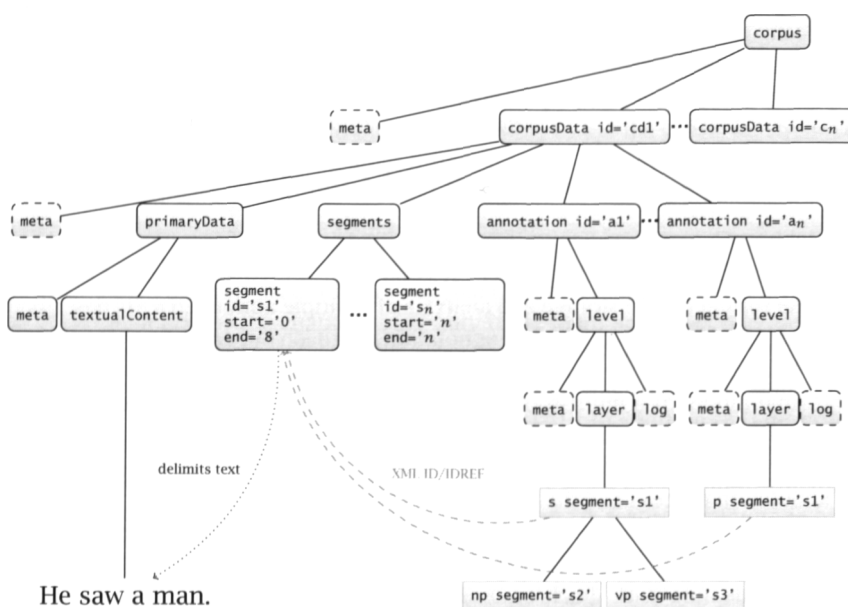 corpus
meta
corpusData id='cd1'
...
corpusData id='cn'
meta
primaryData
segments
annotation id='a1'
...
annotation id='an'
meta
textualContent
segment
id='s1'
start='0'
end='8'
...
segment
id='sn'
start='n'
end='n'
meta
level
meta
level
meta
layer
log
meta
layer
log
delimits text
XML ID/IDREF
s segment='s1'
p segment='s1'
He saw a man.
np segment='s2'
vp segment='s3'